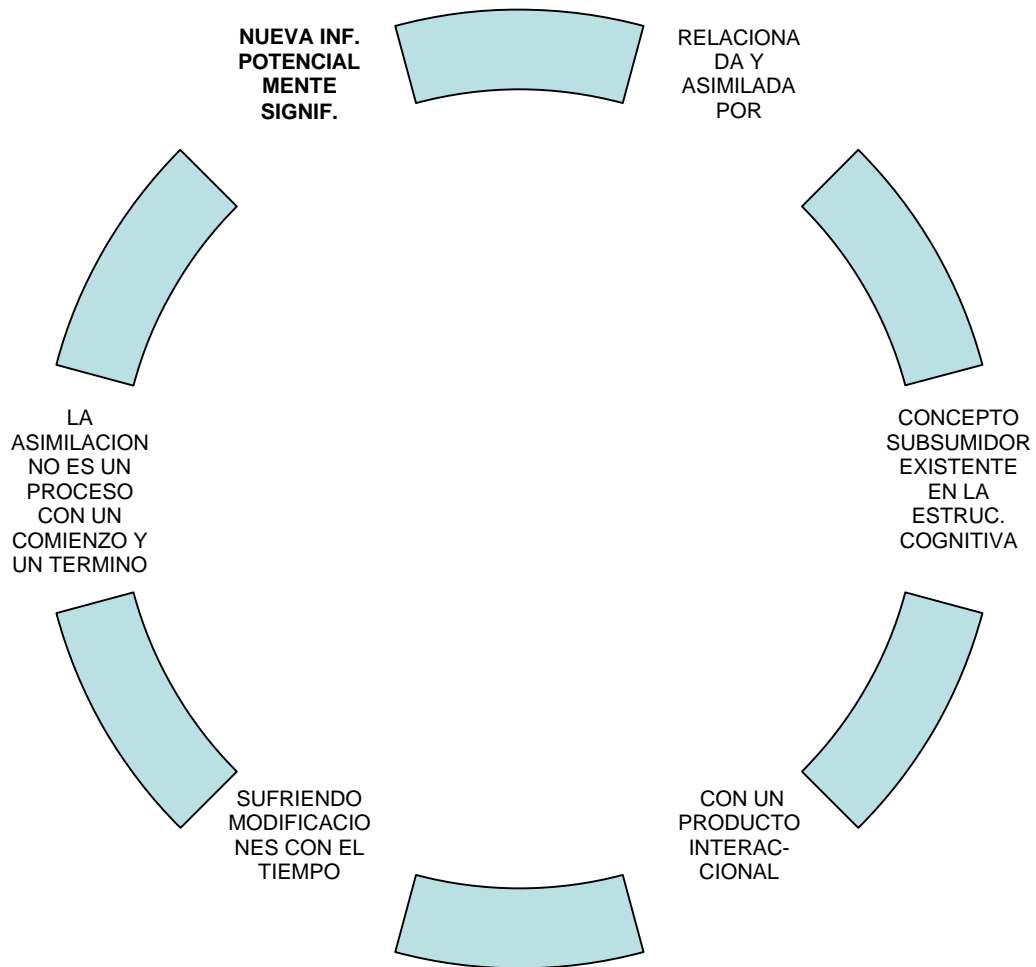 NUEVA INF.
POTENCIAL
MENTE
SIGNIF.
RELACIONA
DA Y
ASIMILADA
POR
CONCEPTO
SUBSUMIDOR
EXISTENTE
EN LA
ESTRUC.
COGNITIVA
CON UN
PRODUCTO
INTERAC-
CIONAL
SUFRIENDO
MODIFICACIO
NES CON EL
TIEMPO
LA
ASIMILACION
NO ES UN
PROCESO
CON UN
COMIENZO Y
UN TERMINO